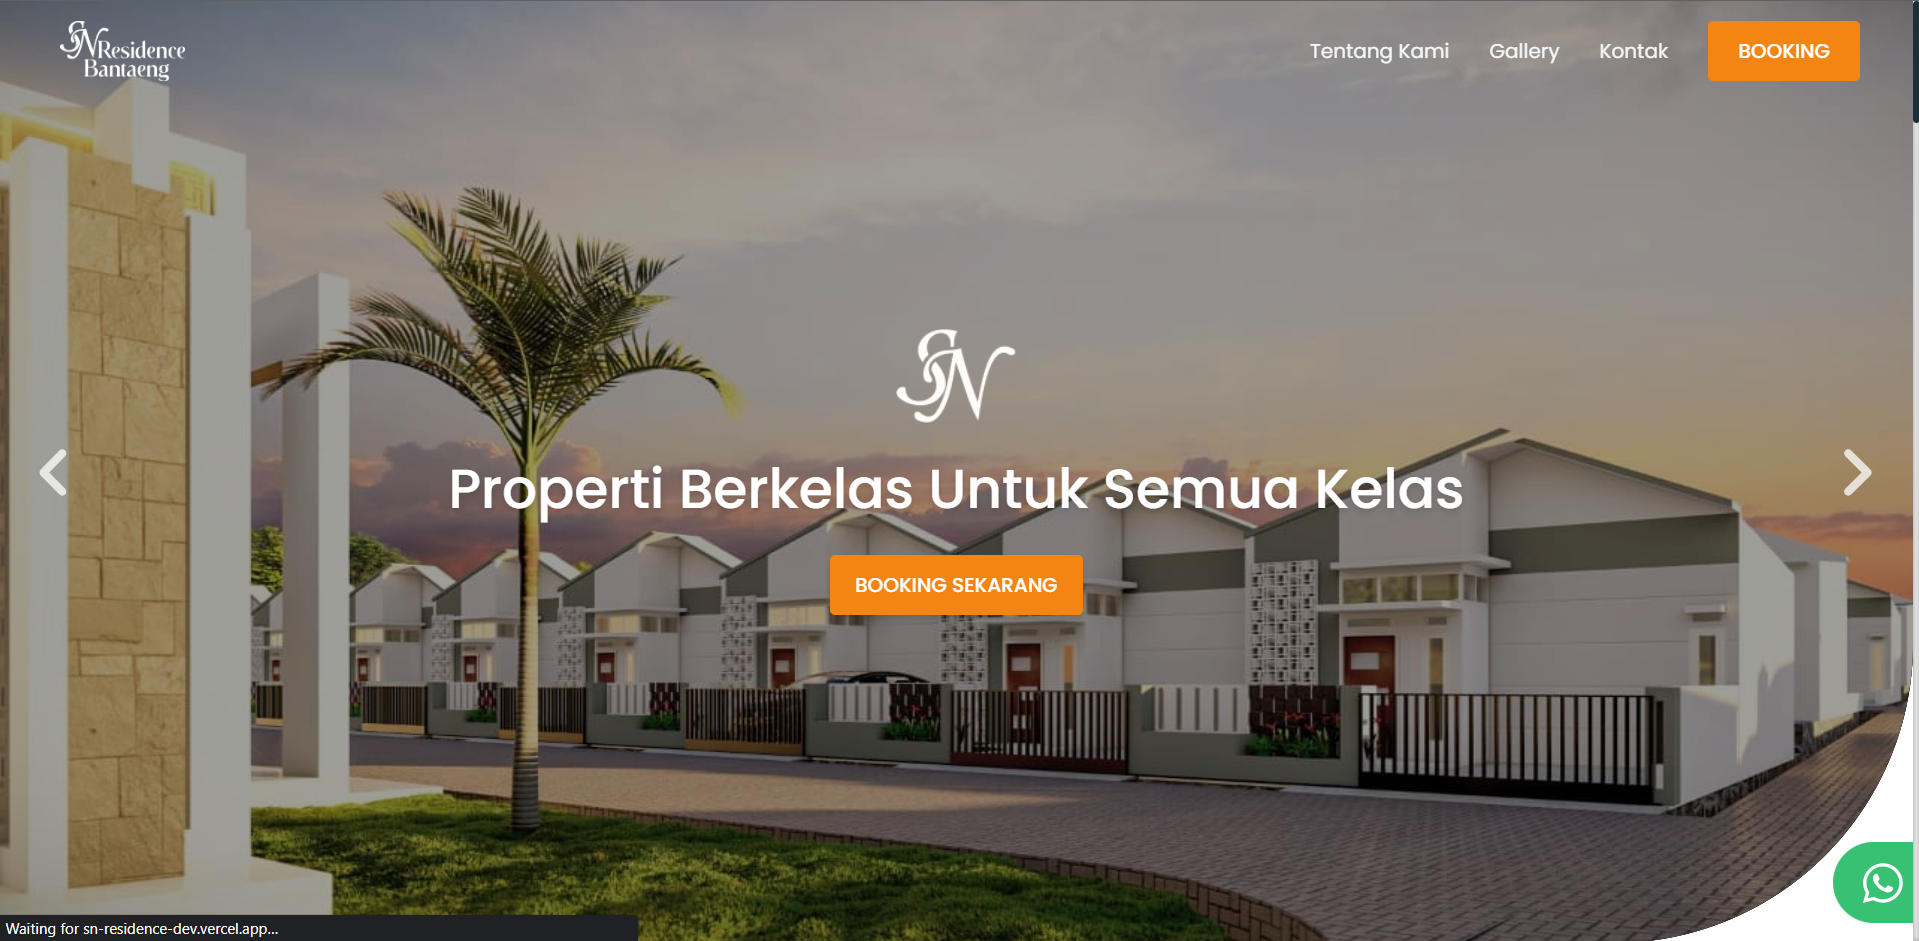 SN Residence
Bantaeng
Tentang Kami
Gallery
Kontak
BOOKING
SN
Properti Berkelas Untuk Semua Kelas
BOOKING SEKARANG
Waiting for sn-residence-dev.vercel.app...